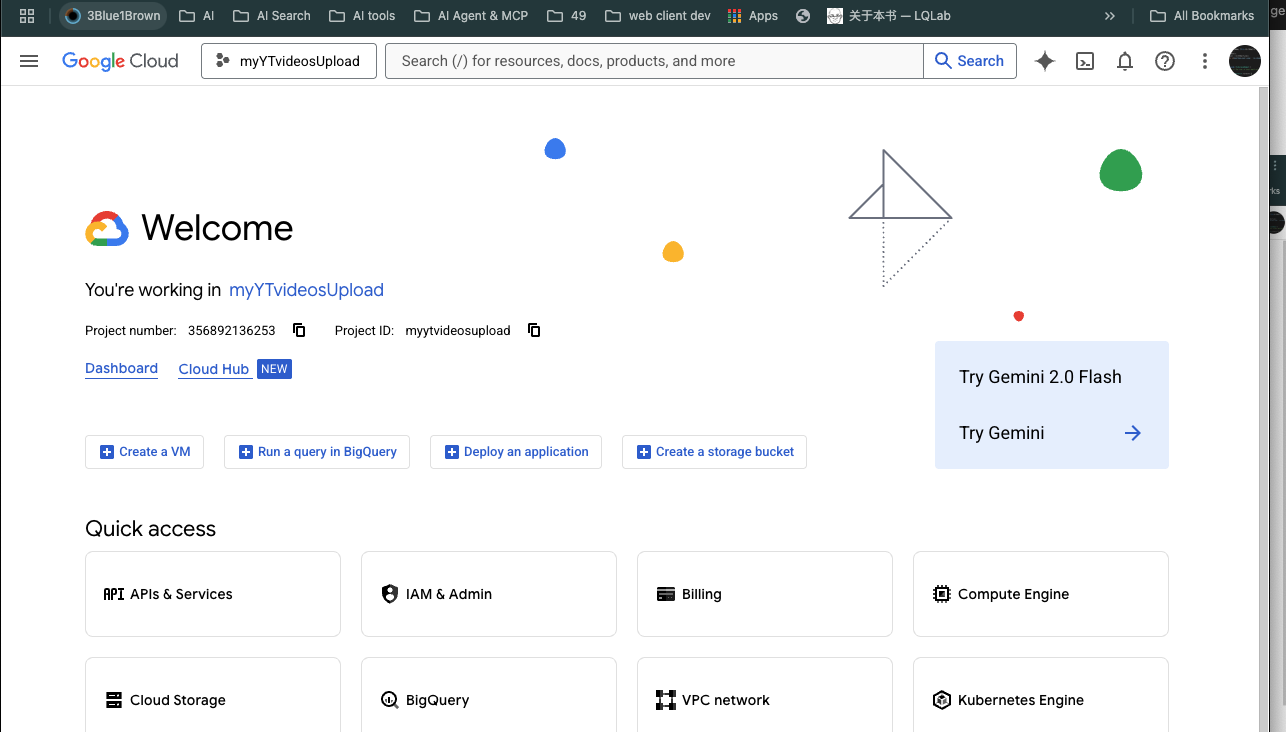 3Blue1Brown AI AI Search AI tools AI Agent & MCP 49 web client dev Apps 关于本书 — LQLab » All Bookmarks
Google Cloud myYTvideosUpload Search (/) for resources, docs, products, and more Search
Welcome
You're working in myYTvideosUpload
Project number: 356892136253 Project ID: myytvideosupload
Dashboard Cloud Hub NEW
Try Gemini 2.0 Flash
Try Gemini
Create a VM Run a query in BigQuery Deploy an application Create a storage bucket
Quick access
API APIs & Services IAM & Admin Billing Compute Engine
Cloud Storage BigQuery VPC network Kubernetes Engine